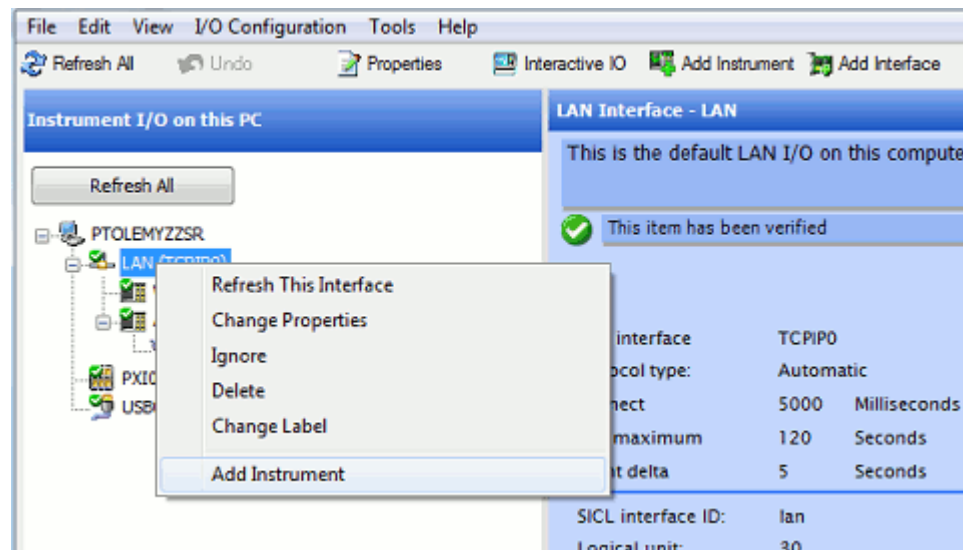 File Edit View I/O Configuration Tools Help
Refresh All Undo Properties Interactive IO Add Instrument Add Interface
Instrument I/O on this PC
LAN Interface - LAN
This is the default LAN I/O on this compute
Refresh All
This item has been verified
PTOLEMYZZSR
LAN (TCPIP0)
Refresh This Interface
Change Properties
Ignore
Delete
Change Label
Add Instrument
PXI0
USB
interface TCPIP0
ocol type: Automatic
nect 5000 Milliseconds
maximum 120 Seconds
t delta 5 Seconds
SICL interface ID: lan
Logical unit: 30